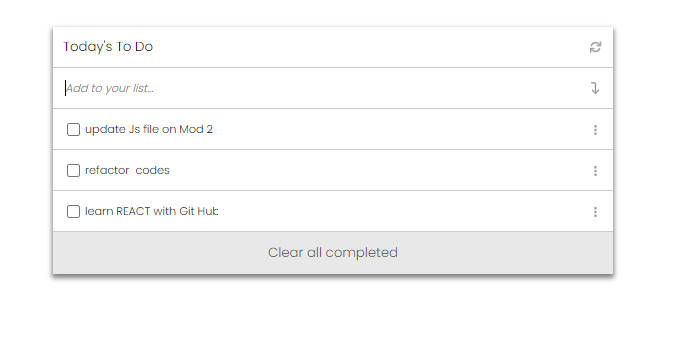 Today's To Do
Add to your list...
update Js file on Mod 2
refactor codes
learn REACT with Git Hub
Clear all completed